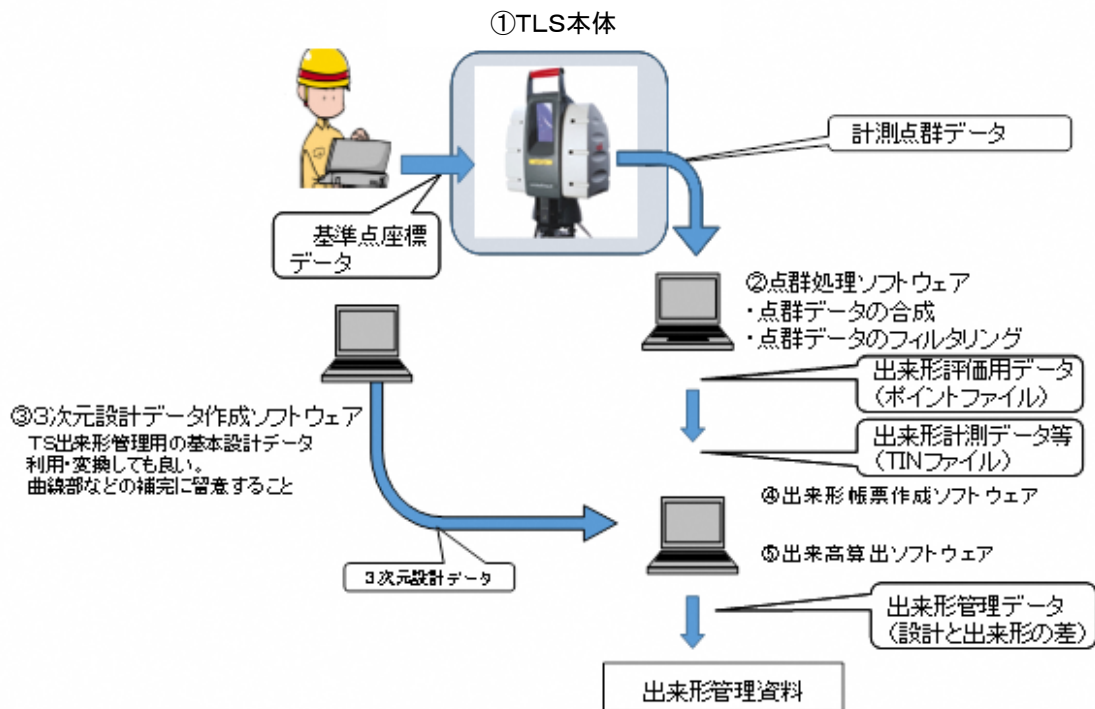 ①TLS本体
計測点群データ
基準点座標
データ
②点群処理ソフトウェア
・点群データの合成
・点群データのフィルタリング
出来形評価用データ
(ポイントファイル)
③3次元設計データ作成ソフトウェア
TS出来形管理用の基本設計データ
利用・変換しても良い。
曲線部などの補完に留意すること
出来形計測データ等
(TINファイル)
④出来形帳票作成ソフトウェア
⑤出来高算出ソフトウェア
3次元設計データ
出来形管理データ
(設計と出来形の差)
出来形管理資料